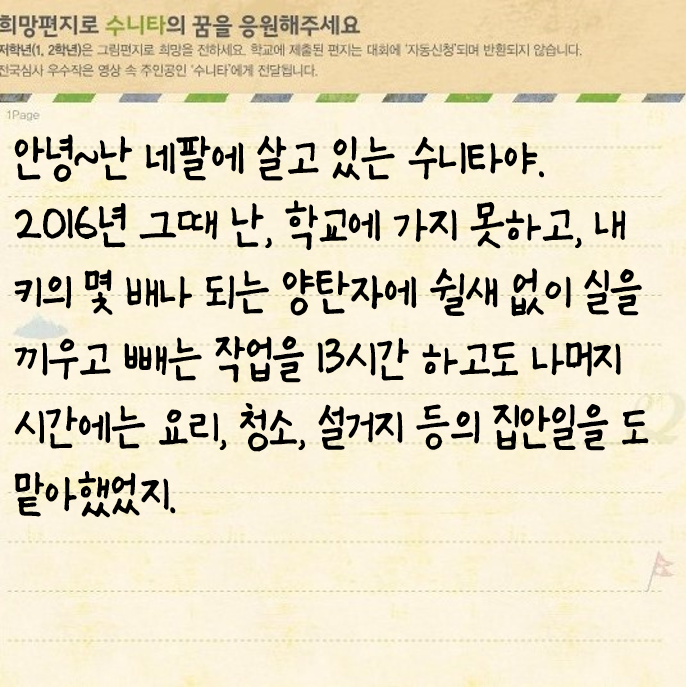 희망편지로 수니타의 꿈을 응원해주세요
저학년(1, 2학년)은 그림편지로 희망을 전하세요. 학교에 제출된 편지는 대회에 '자동신청'되며 반환되지 않습니다.
전국심사 우수작은 영상 속 주인공인 '수니타'에게 전달됩니다.
1Page
안녕~난 네팔에 살고 있는 수니타야.
2016년 그때 난, 학교에 가지 못하고, 내
키의 몇 배나 되는 양탄자에 쉴새 없이 실을
끼우고 빼는 작업을 13시간 하고도 나머지
시간에는 요리, 청소, 설거지 등의 집안일을 도
맡아했었지.